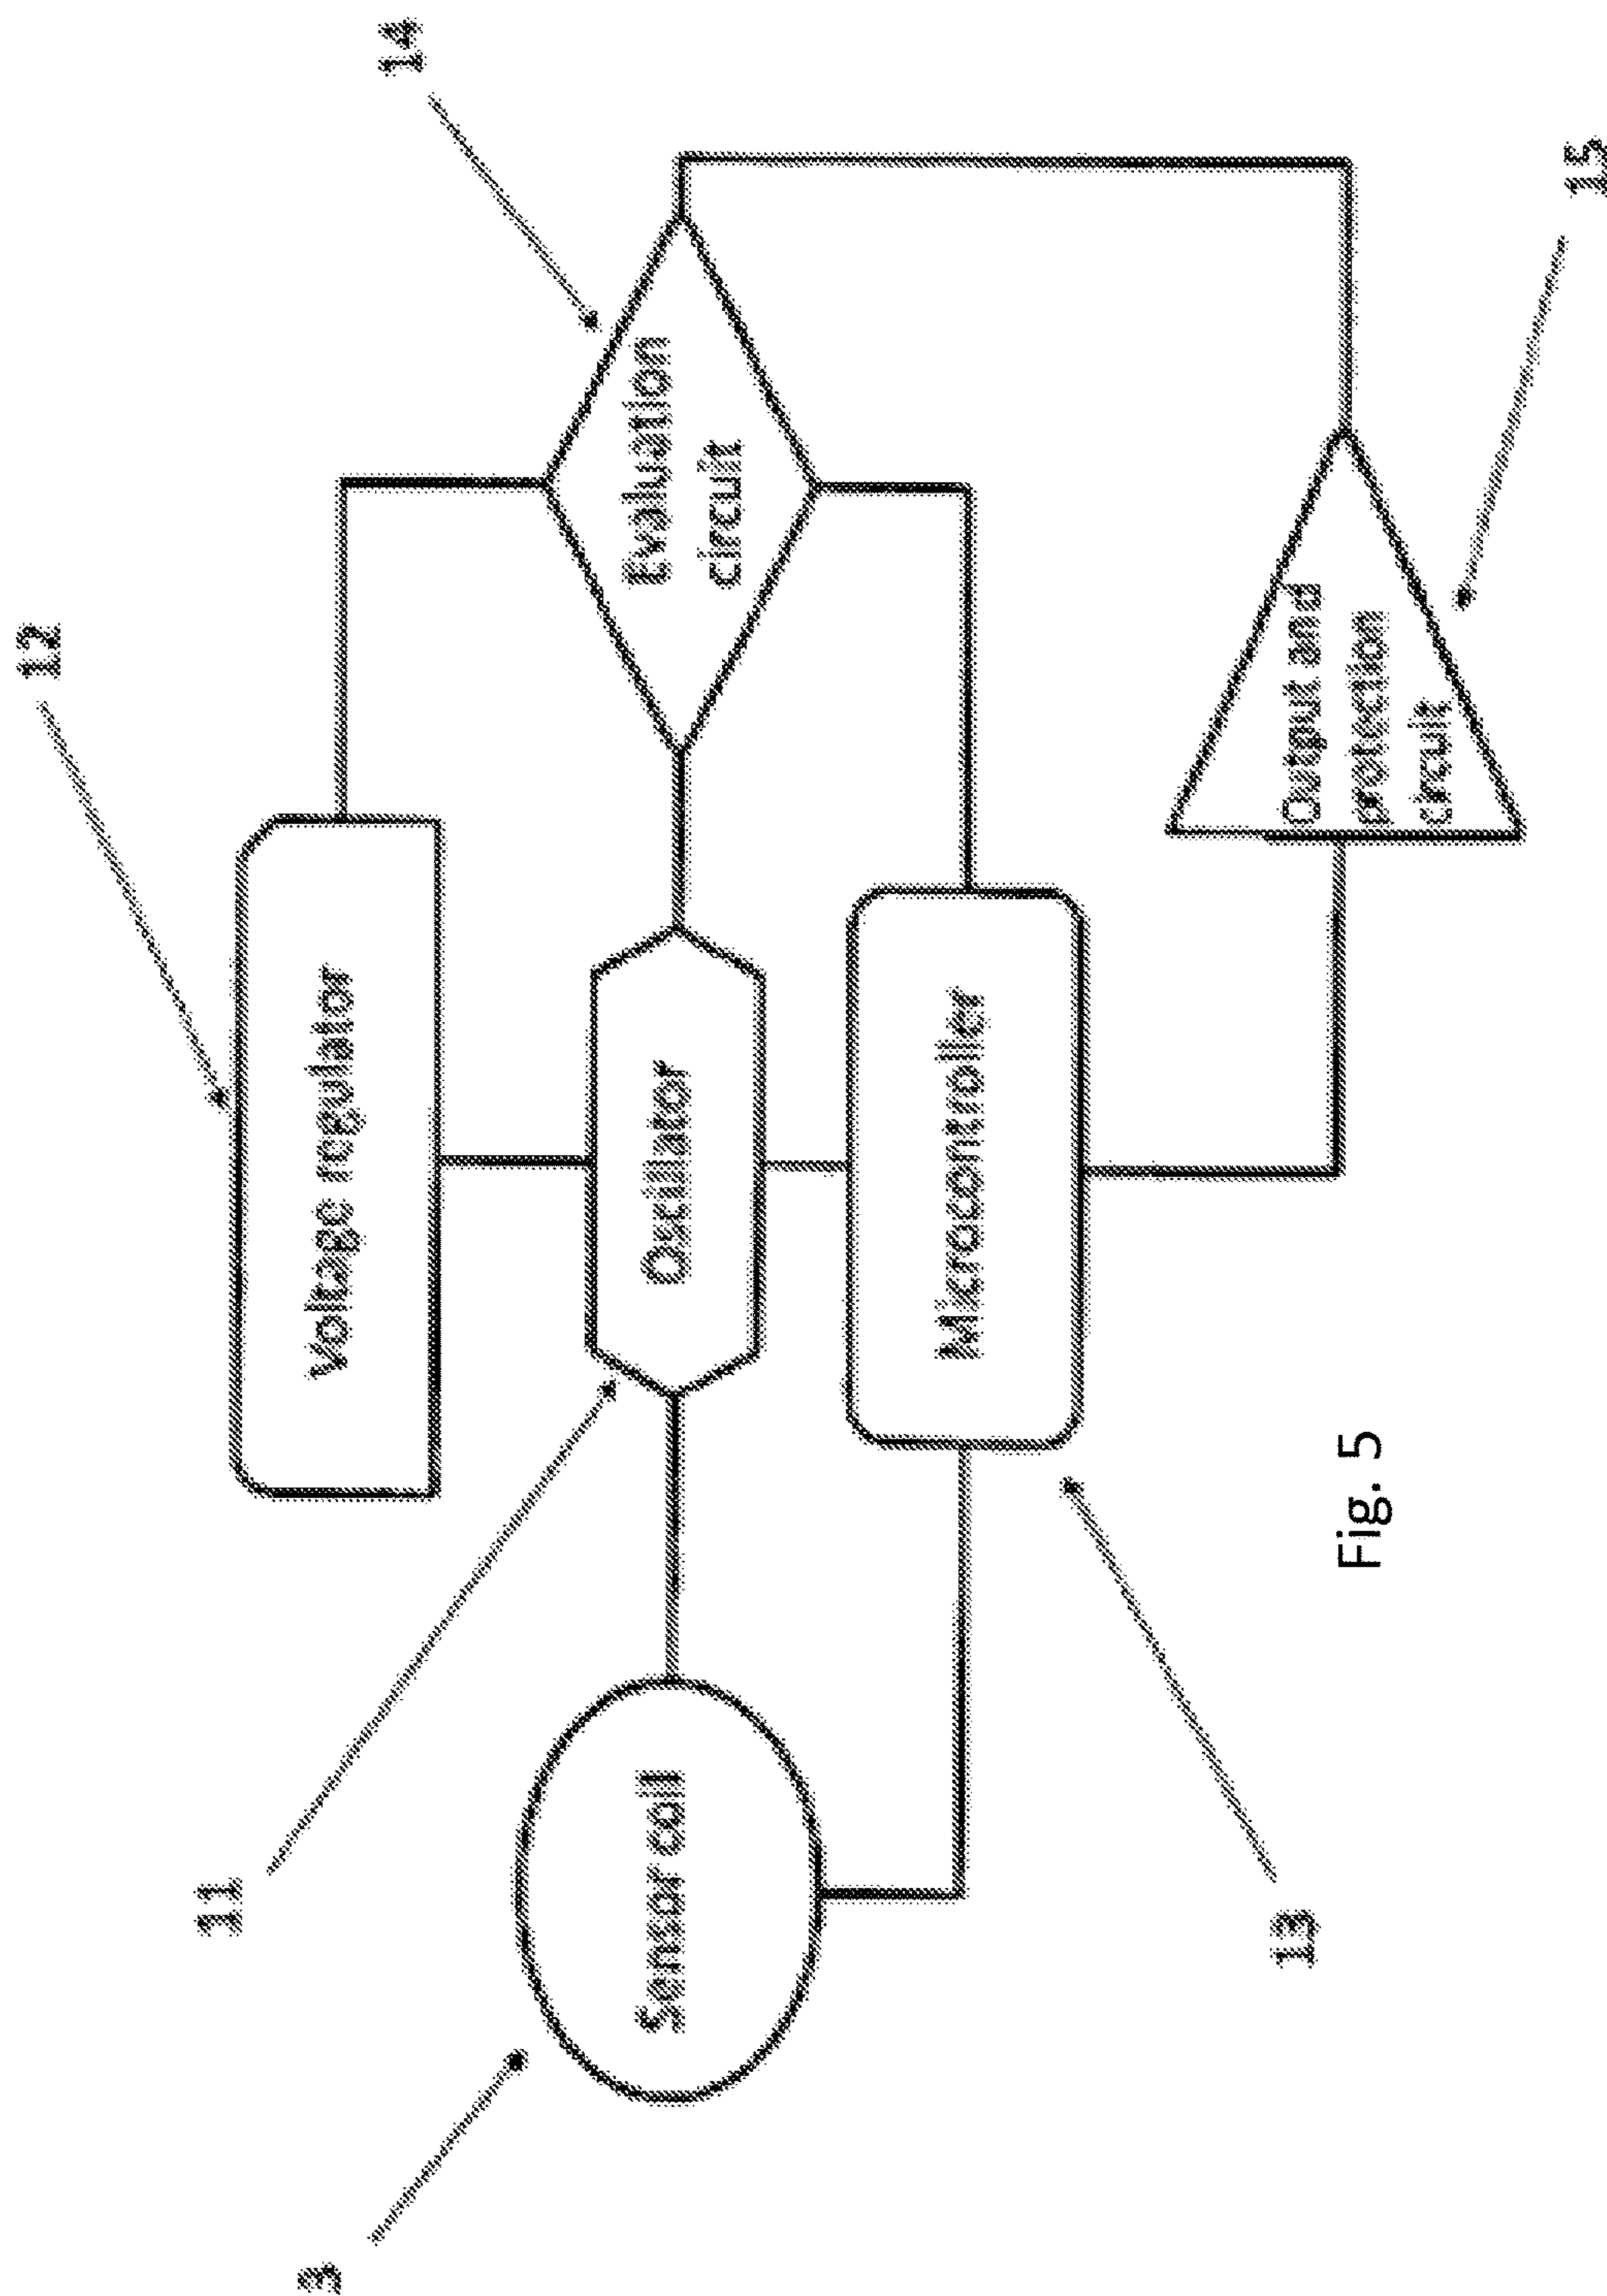 12
14
Voltage regulator
11
Oscillator
Evaluation
circuit
3
Sensor coil
Microcontroller
13
Output and
protection
circuit
15
Fig. 5